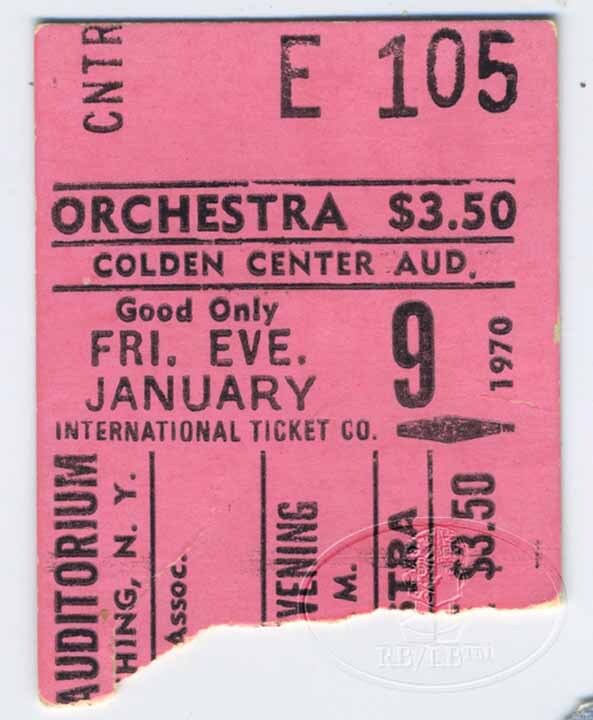 CNTR
E 105
ORCHESTRA $3.50
COLDEN CENTER AUD.
Good Only
FRI. EVE.
JANUARY
9
1970
INTERNATIONAL TICKET CO.
AUDITORIUM
HING, N. Y.
Assoc.
VENING
M.
STRA
$3.50
RB/LB™